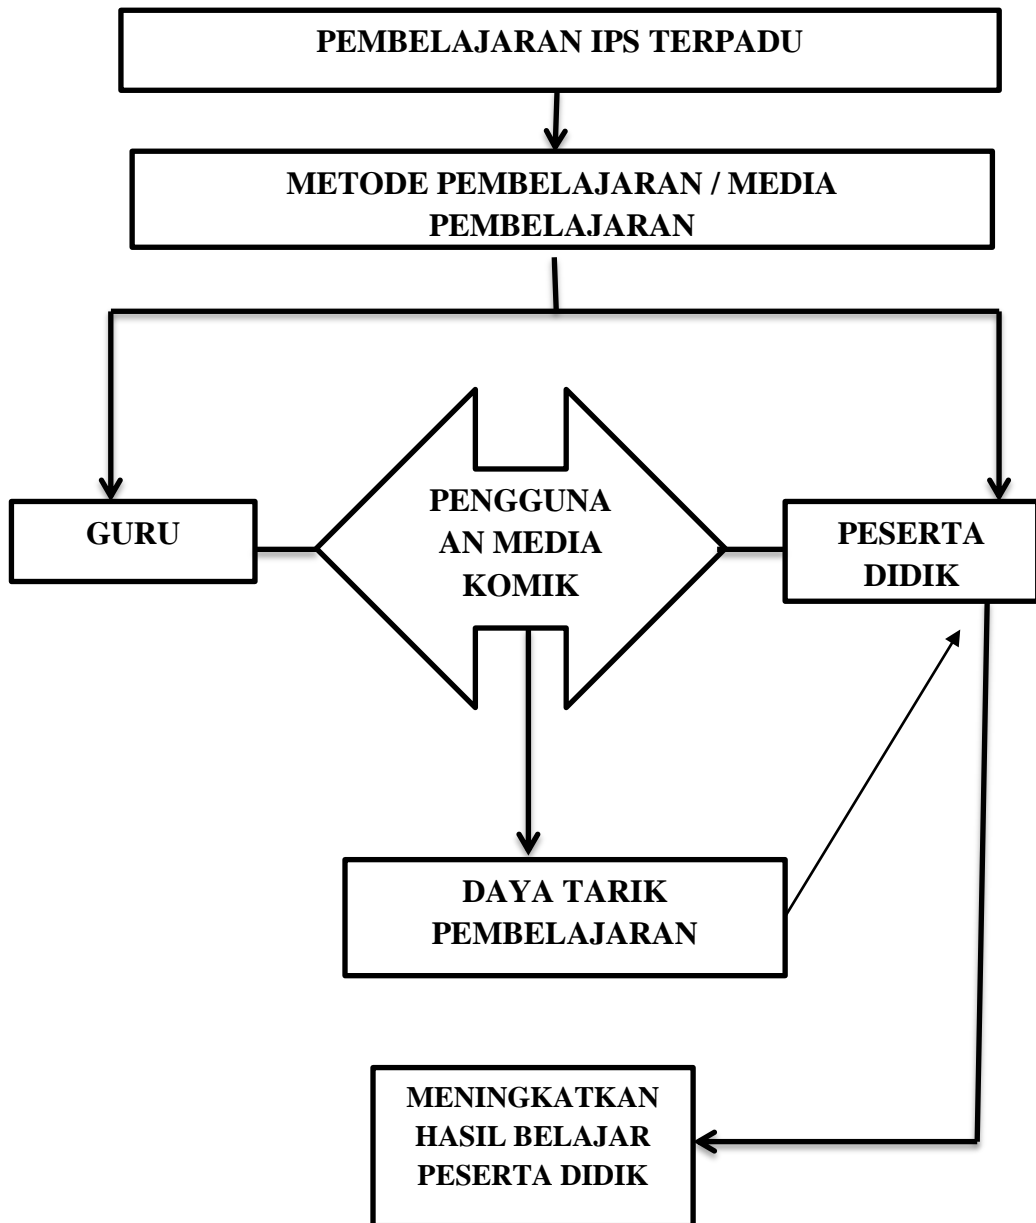 PEMBELAJARAN IPS TERPADU
METODE PEMBELAJARAN / MEDIA
PEMBELAJARAN
GURU
PENGGUNA
AN MEDIA
KOMIK
PESERTA
DIDIK
DAYA TARIK
PEMBELAJARAN
MENINGKATKAN
HASIL BELAJAR
PESERTA DIDIK